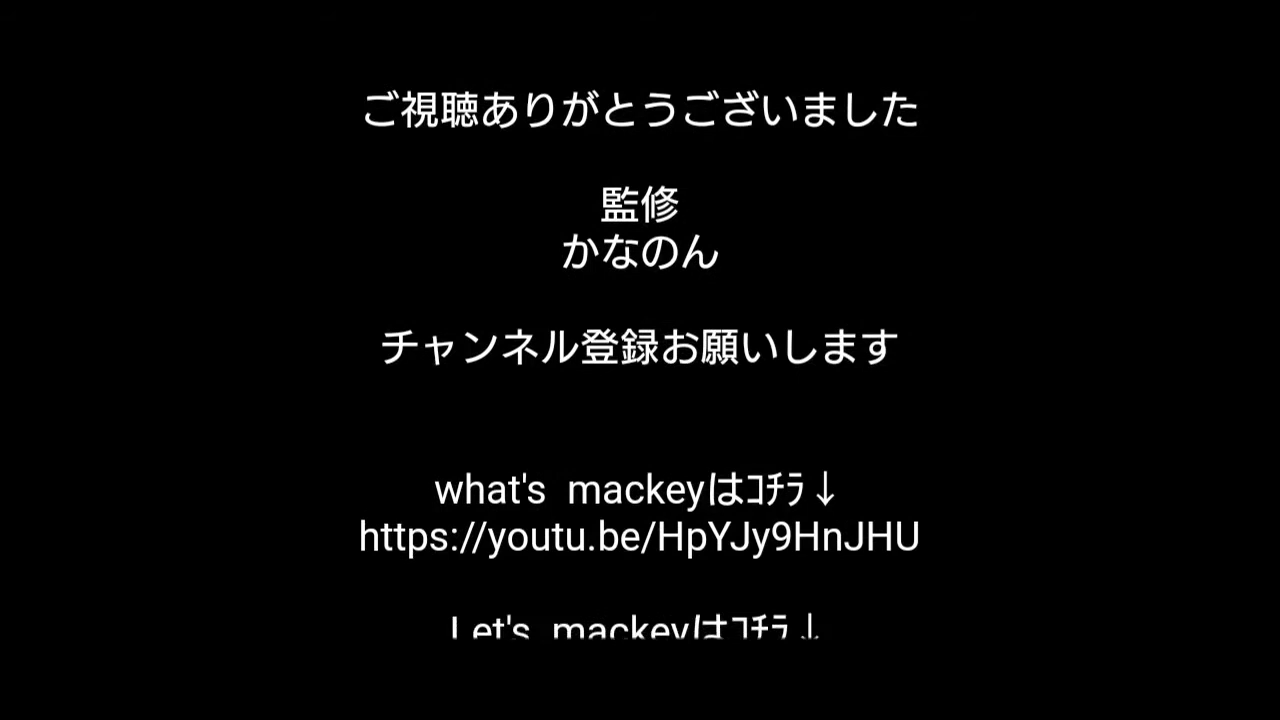 ご視聴ありがとうございました
監修
かなのん
チャンネル登録お願いします
what's mackeyはｺﾁﾗ↓
https://youtu.be/HpYJy9HnJHU
Let's mackeyはｺﾁﾗ↓